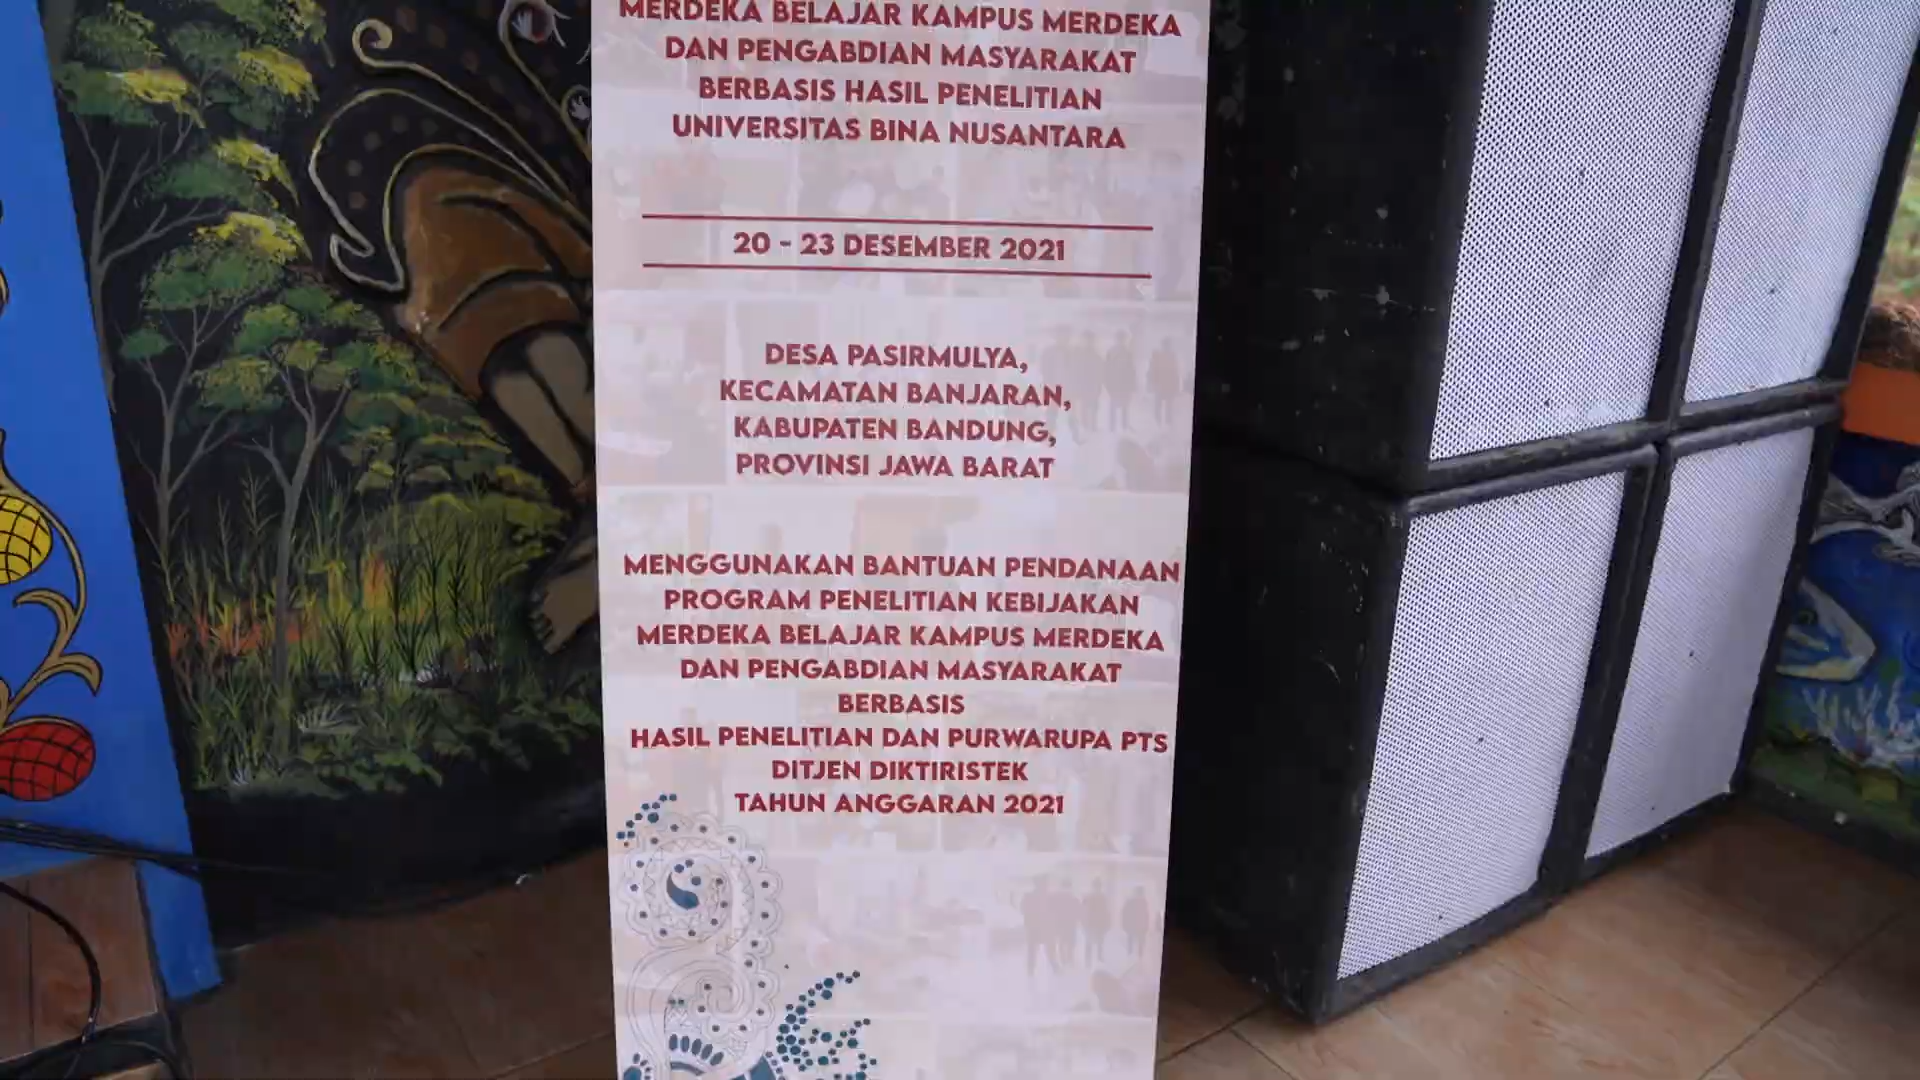 MERDEKA BELAJAR KAMPUS MERDEKA
DAN PENGABDIAN MASYARAKAT
BERBASIS HASIL PENELITIAN
UNIVERSITAS BINA NUSANTARA
20 - 23 DESEMBER 2021
DESA PASIRMULYA,
KECAMATAN BANJARAN,
KABUPATEN BANDUNG,
PROVINSI JAWA BARAT
MENGGUNAKAN BANTUAN PENDANAAN
PROGRAM PENELITIAN KEBIJAKAN
MERDEKA BELAJAR KAMPUS MERDEKA
DAN PENGABDIAN MASYARAKAT
BERBASIS
HASIL PENELITIAN DAN PURWARUPA PTS
DITJEN DIKTIRISTEK
TAHUN ANGGARAN 2021